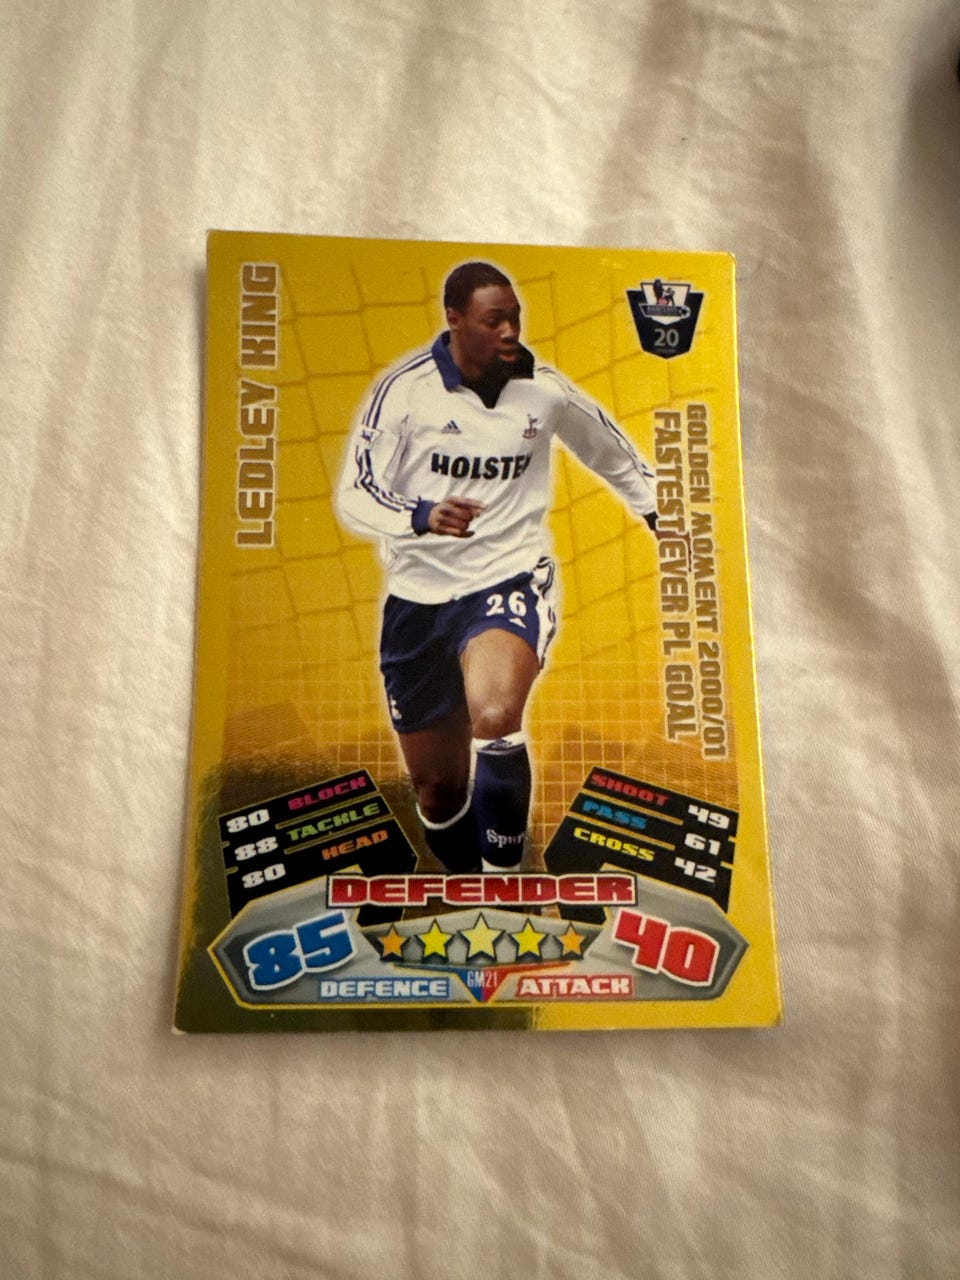 LEDLEY KING
20
GOLDEN MOMENT 2000/01
FASTEST EVER PL GOAL
HOLSTEN
26
Spur
80 BLOCK
88 TACKLE
80 HEAD
SHOOT 49
PASS 61
CROSS 42
DEFENDER
85
40
DEFENCE
GM21
ATTACK